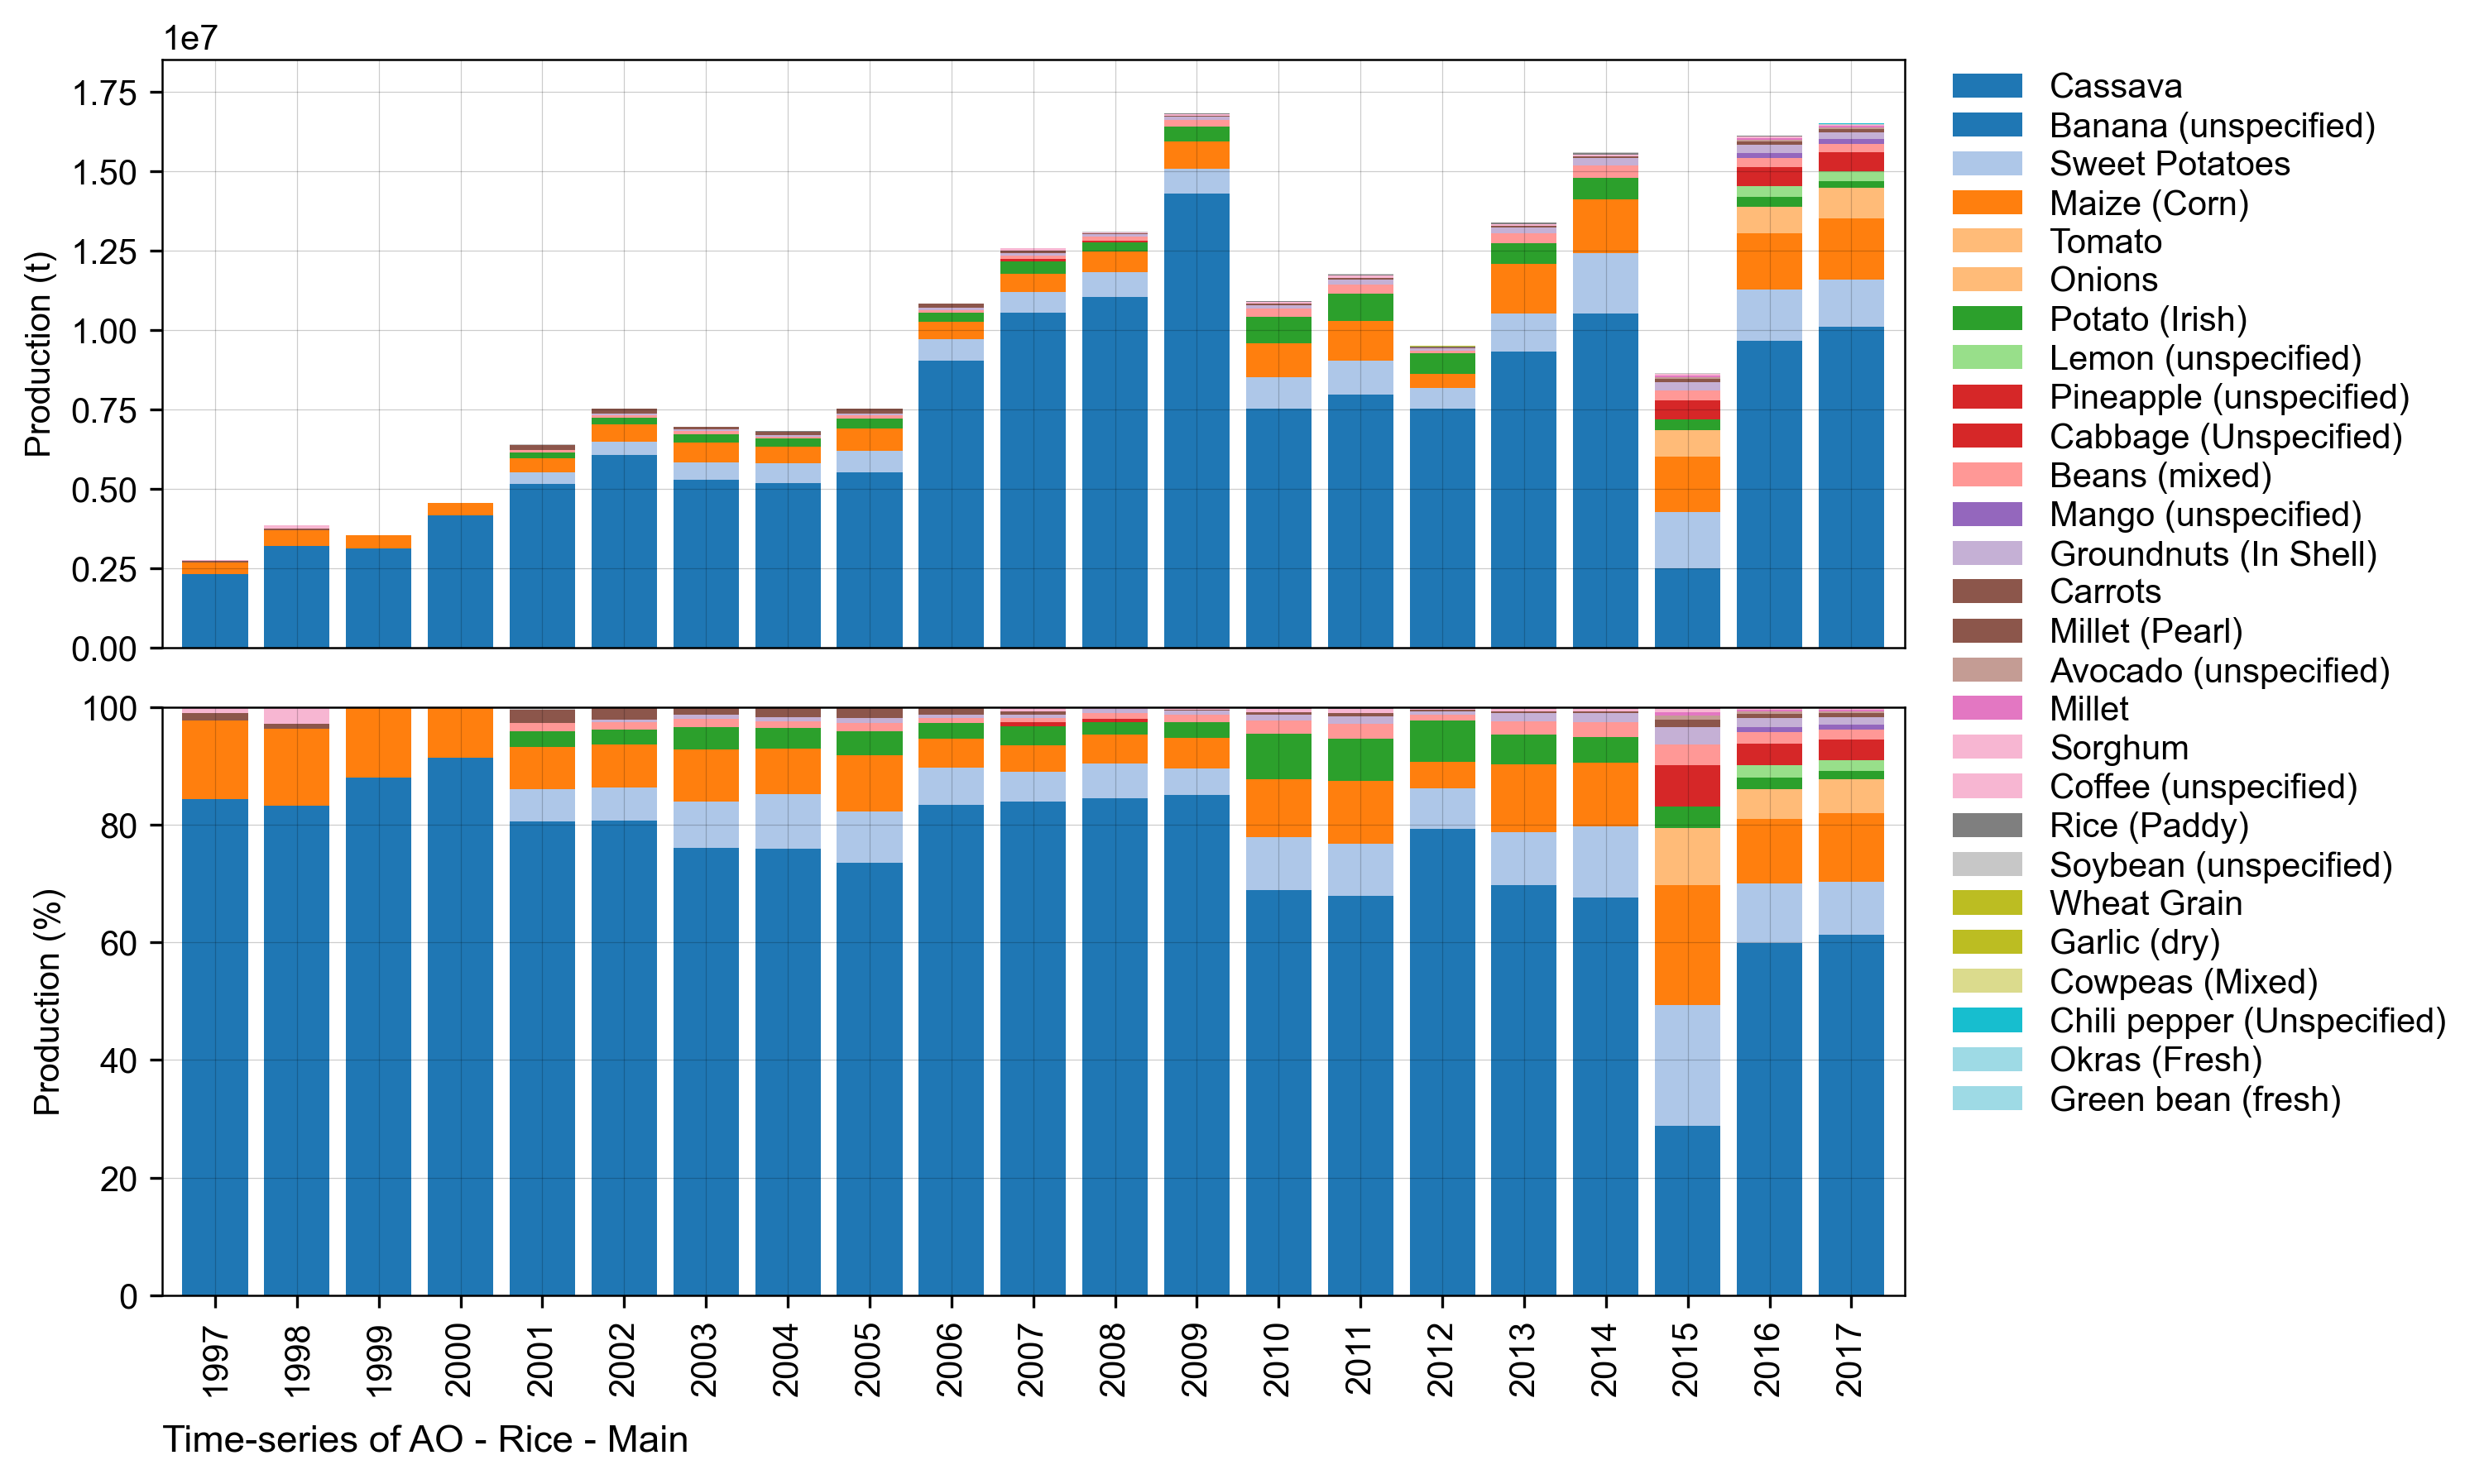 1e7
1.75
1.50
1.25
1.00
0.75
0.50
0.25
0.00
Production (t)
100
80
60
40
20
0
Production (%)
1997
1998
1999
2000
2001
2002
2003
2004
2005
2006
2007
2008
2009
2010
2011
2012
2013
2014
2015
2016
2017
Time-series of AO - Rice - Main
Cassava
Banana (unspecified)
Sweet Potatoes
Maize (Corn)
Tomato
Onions
Potato (Irish)
Lemon (unspecified)
Pineapple (unspecified)
Cabbage (Unspecified)
Beans (mixed)
Mango (unspecified)
Groundnuts (In Shell)
Carrots
Millet (Pearl)
Avocado (unspecified)
Millet
Sorghum
Coffee (unspecified)
Rice (Paddy)
Soybean (unspecified)
Wheat Grain
Garlic (dry)
Cowpeas (Mixed)
Chili pepper (Unspecified)
Okras (Fresh)
Green bean (fresh)